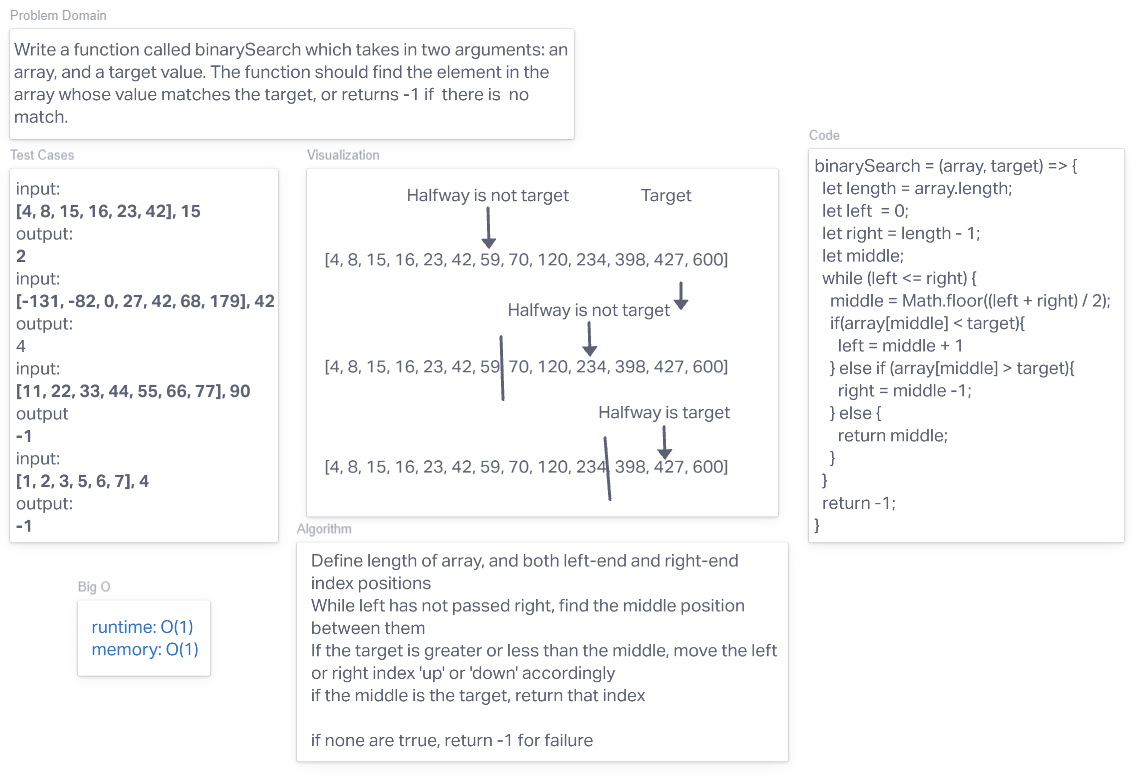 Problem Domain
Write a function called binarySearch which takes in two arguments: an
array, and a target value. The function should find the element in the
array whose value matches the target, or returns -1 if  there is  no
match.
Test Cases
input:
[4, 8, 15, 16, 23, 42], 15
output:
2
input:
[-131, -82, 0, 27, 42, 68, 179], 42
output:
4
input:
[11, 22, 33, 44, 55, 66, 77], 90
output
-1
input:
[1, 2, 3, 5, 6, 7], 4
output:
-1
Visualization
Halfway is not target
Target
[4, 8, 15, 16, 23, 42, 59, 70, 120, 234, 398, 427, 600]
Halfway is not target
[4, 8, 15, 16, 23, 42, 59, 70, 120, 234, 398, 427, 600]
Halfway is target
[4, 8, 15, 16, 23, 42, 59, 70, 120, 234, 398, 427, 600]
Code
binarySearch = (array, target) => {
let length = array.length;
let left  = 0;
let right = length - 1;
let middle;
while (left <= right) {
middle = Math.floor((left + right) / 2);
if(array[middle] < target){
left = middle + 1
} else if (array[middle] > target){
right = middle -1;
} else {
return middle;
}
}
return -1;
}
Algorithm
Define length of array, and both left-end and right-end
index positions
While left has not passed right, find the middle position
between them
If the target is greater or less than the middle, move the left
or right index 'up' or 'down' accordingly
if the middle is the target, return that index
if none are trrue, return -1 for failure
Big O
runtime: O(1)
memory: O(1)